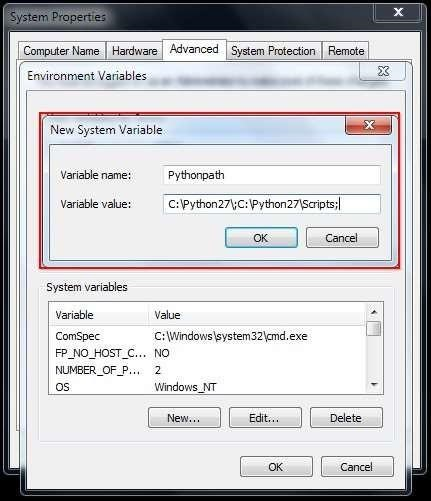 System Properties
Computer Name Hardware Advanced System Protection Remote
Environment Variables
New System Variable
Variable name: Pythonpath
Variable value: C:\Python27\;C:\Python27\Scripts;
OK Cancel
System variables
Variable Value
ComSpec C:\Windows\system32\cmd.exe
FP_NO_HOST_C... NO
NUMBER_OF_P... 2
OS Windows_NT
New... Edit... Delete
OK Cancel